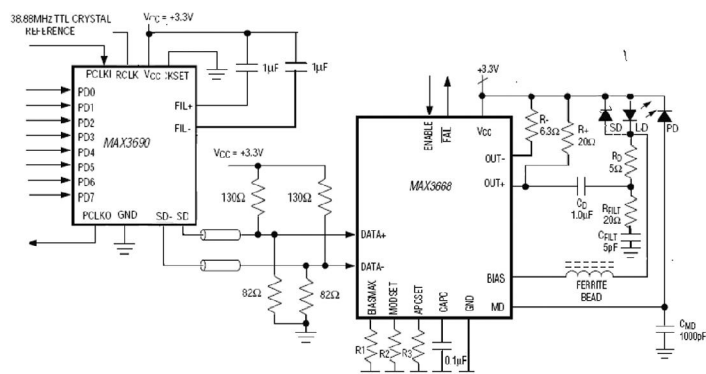 38.88MHz TTL CRYSTAL
REFERENCE
VCC = +3.3V
PCLKI RCLK VCC CKSET
1µF
1µF
PD0
PD1
PD2
PD3
PD4
PD5
PD6
PD7
MAX3690
FIL+
FIL-
PCLKO GND SD- SD
VCC = +3.3V
130Ω
130Ω
82Ω
82Ω
+3.3V
ENABLE
FAIL
VCC
MAX3668
OUT-
OUT+
DATA+
DATA-
BIASMAX
MODSET
APCSET
CAPC
GND
BIAS
MD
R-
6.3Ω
R+
20Ω
SD
LD
PD
RD
5Ω
CD
1.0µF
RFILT
20Ω
CFILT
5pF
FERRITE
BEAD
CMD
1000pF
R1
R2
R3
0.1µF